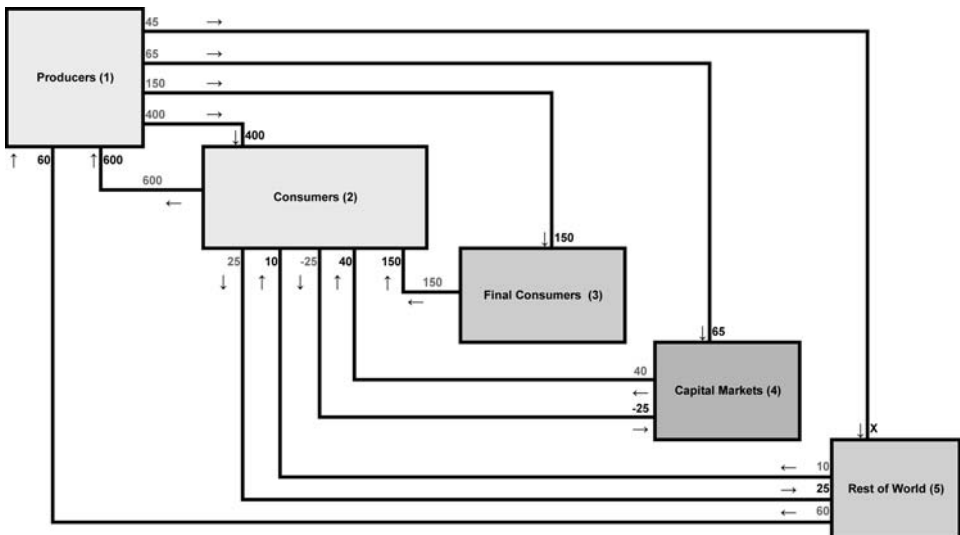 45 →
65 →
Producers (1)
150 →
400 →
↓ 400
↑ 60 ↑ 600
600
←
Consumers (2)
25 10 -25 40 150
↓ ↑ ↓ ↑ ↑
↓ 150
150
←
Final Consumers (3)
↓ 65
40
←
Capital Markets (4)
-25
→
↓ X
← 10
→ 25
Rest of World (5)
← 60